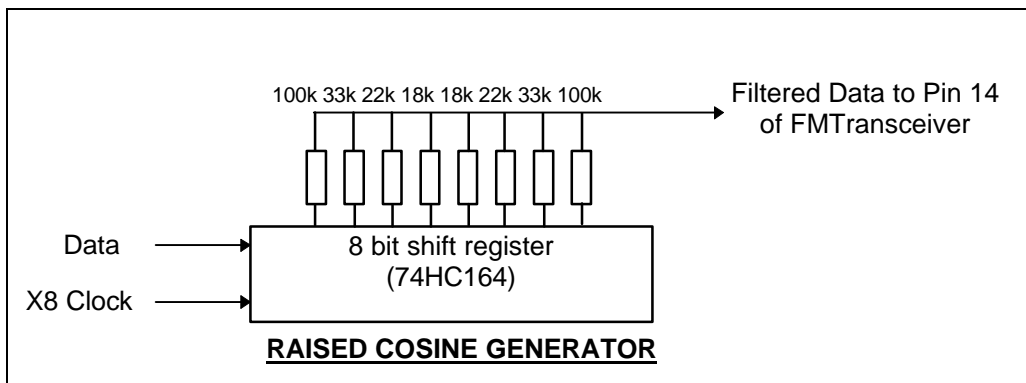 100k 33k 22k 18k 18k 22k 33k 100k
Filtered Data to Pin 14
of FMTransceiver
Data
8 bit shift register
(74HC164)
X8 Clock
RAISED COSINE GENERATOR